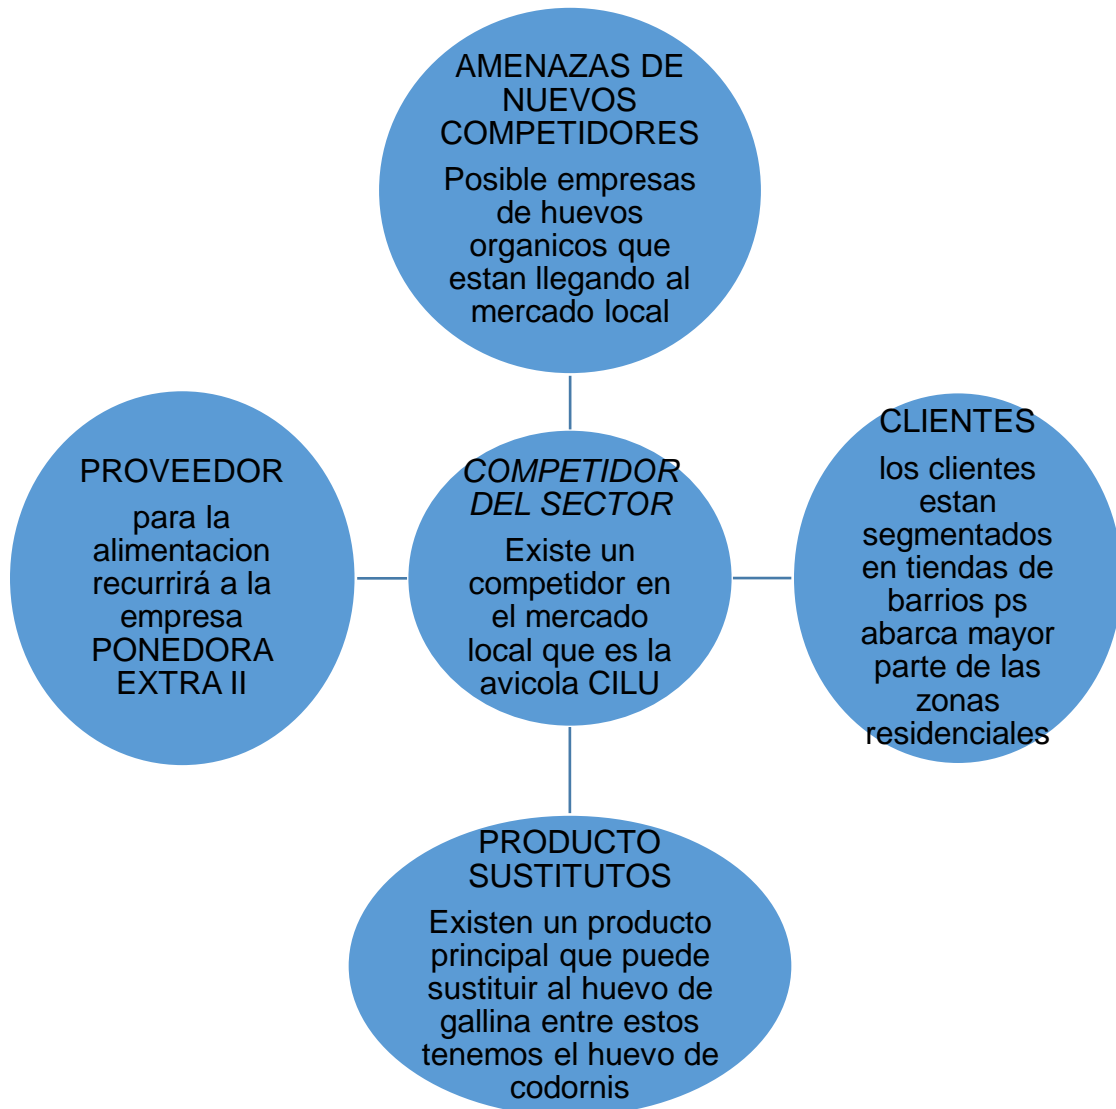 AMENAZAS DE
NUEVOS
COMPETIDORES
Posible empresas
de huevos
organicos que
estan llegando al
mercado local
PROVEEDOR
para la
alimentacion
recurrirá a la
empresa
PONEDORA
EXTRA II
COMPETIDOR
DEL SECTOR
Existe un
competidor en
el mercado
local que es la
avicola CILU
CLIENTES
los clientes
estan
segmentados
en tiendas de
barrios ps
abarca mayor
parte de las
zonas
residenciales
PRODUCTO
SUSTITUTOS
Existen un producto
principal que puede
sustituir al huevo de
gallina entre estos
tenemos el huevo de
codornis